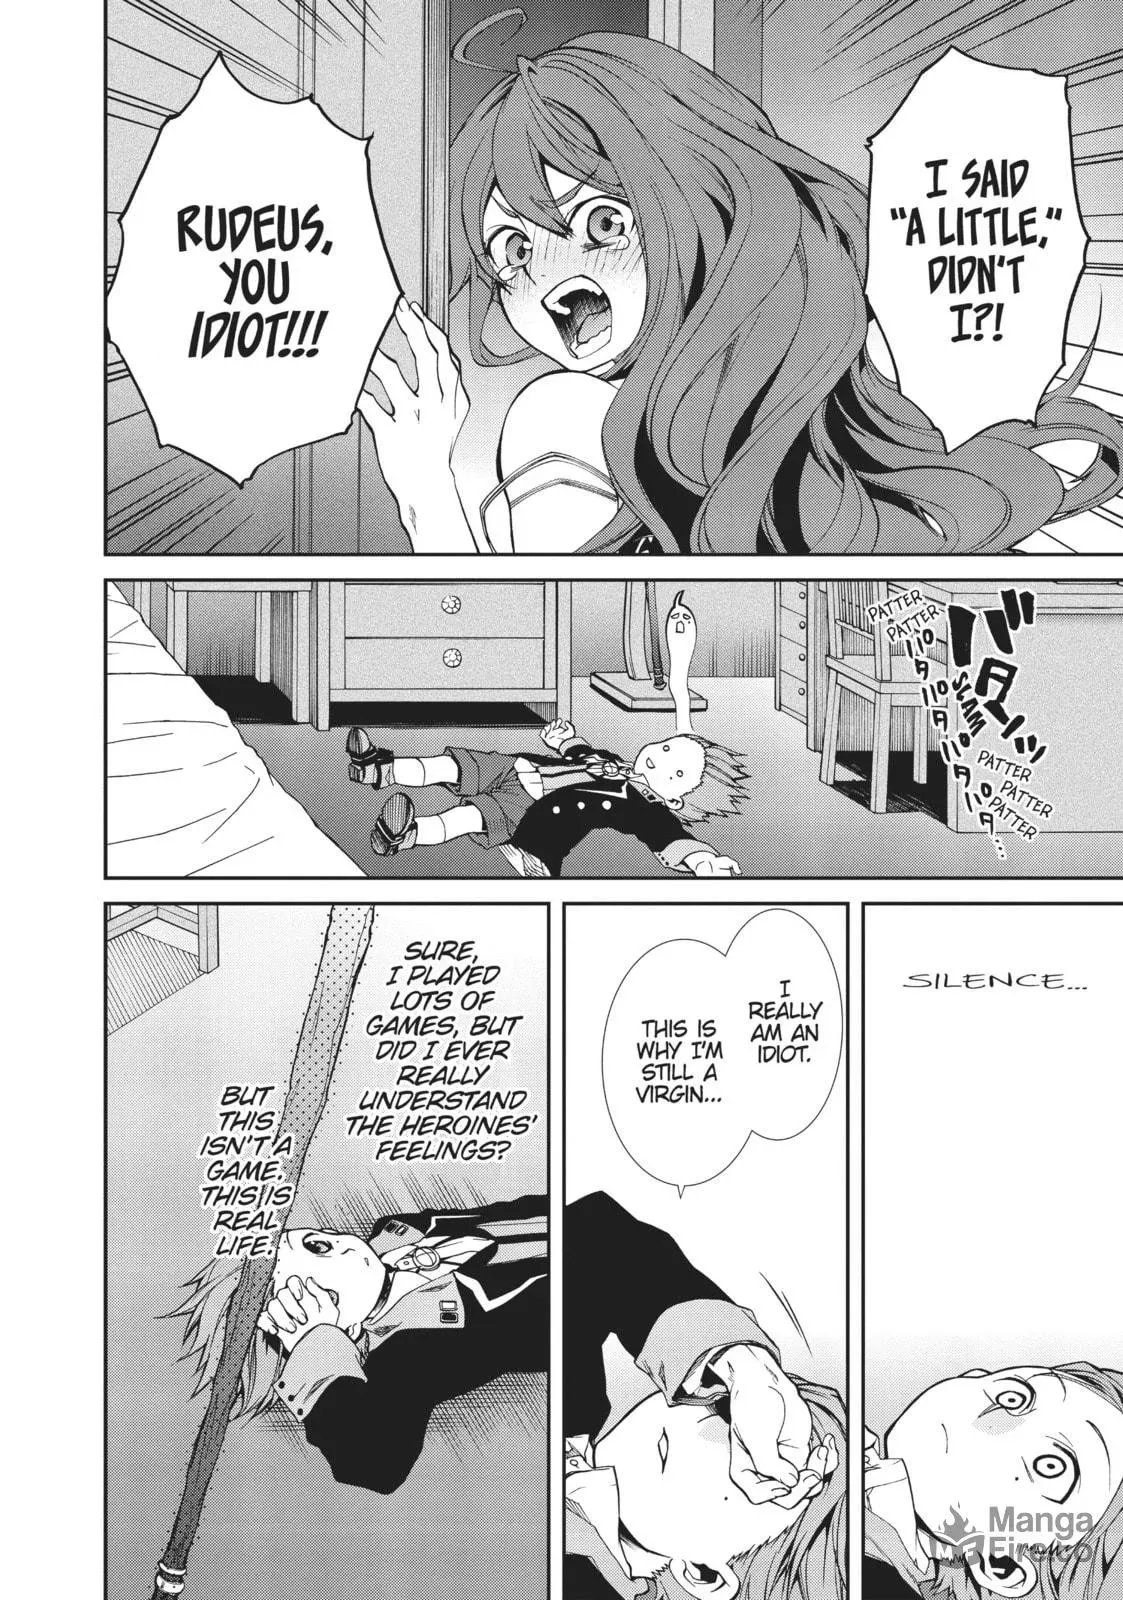 I SAID
"A LITTLE,"
DIDN'T
I?!
RUDEUS,
YOU
IDIOT!!!
PATTER
PATTER
パタパタパタパタ…
SLAM
バタンッ
PATTER
PATTER
PATTER
SILENCE...
I
REALLY
AM AN
IDIOT.
THIS IS
WHY I'M
STILL A
VIRGIN...
SURE,
I PLAYED
LOTS OF
GAMES, BUT
DID I EVER
REALLY
UNDERSTAND
THE HEROINES'
FEELINGS?
BUT
THIS
ISN'T A
GAME.
THIS IS
REAL
LIFE.
Manga
Fire.co